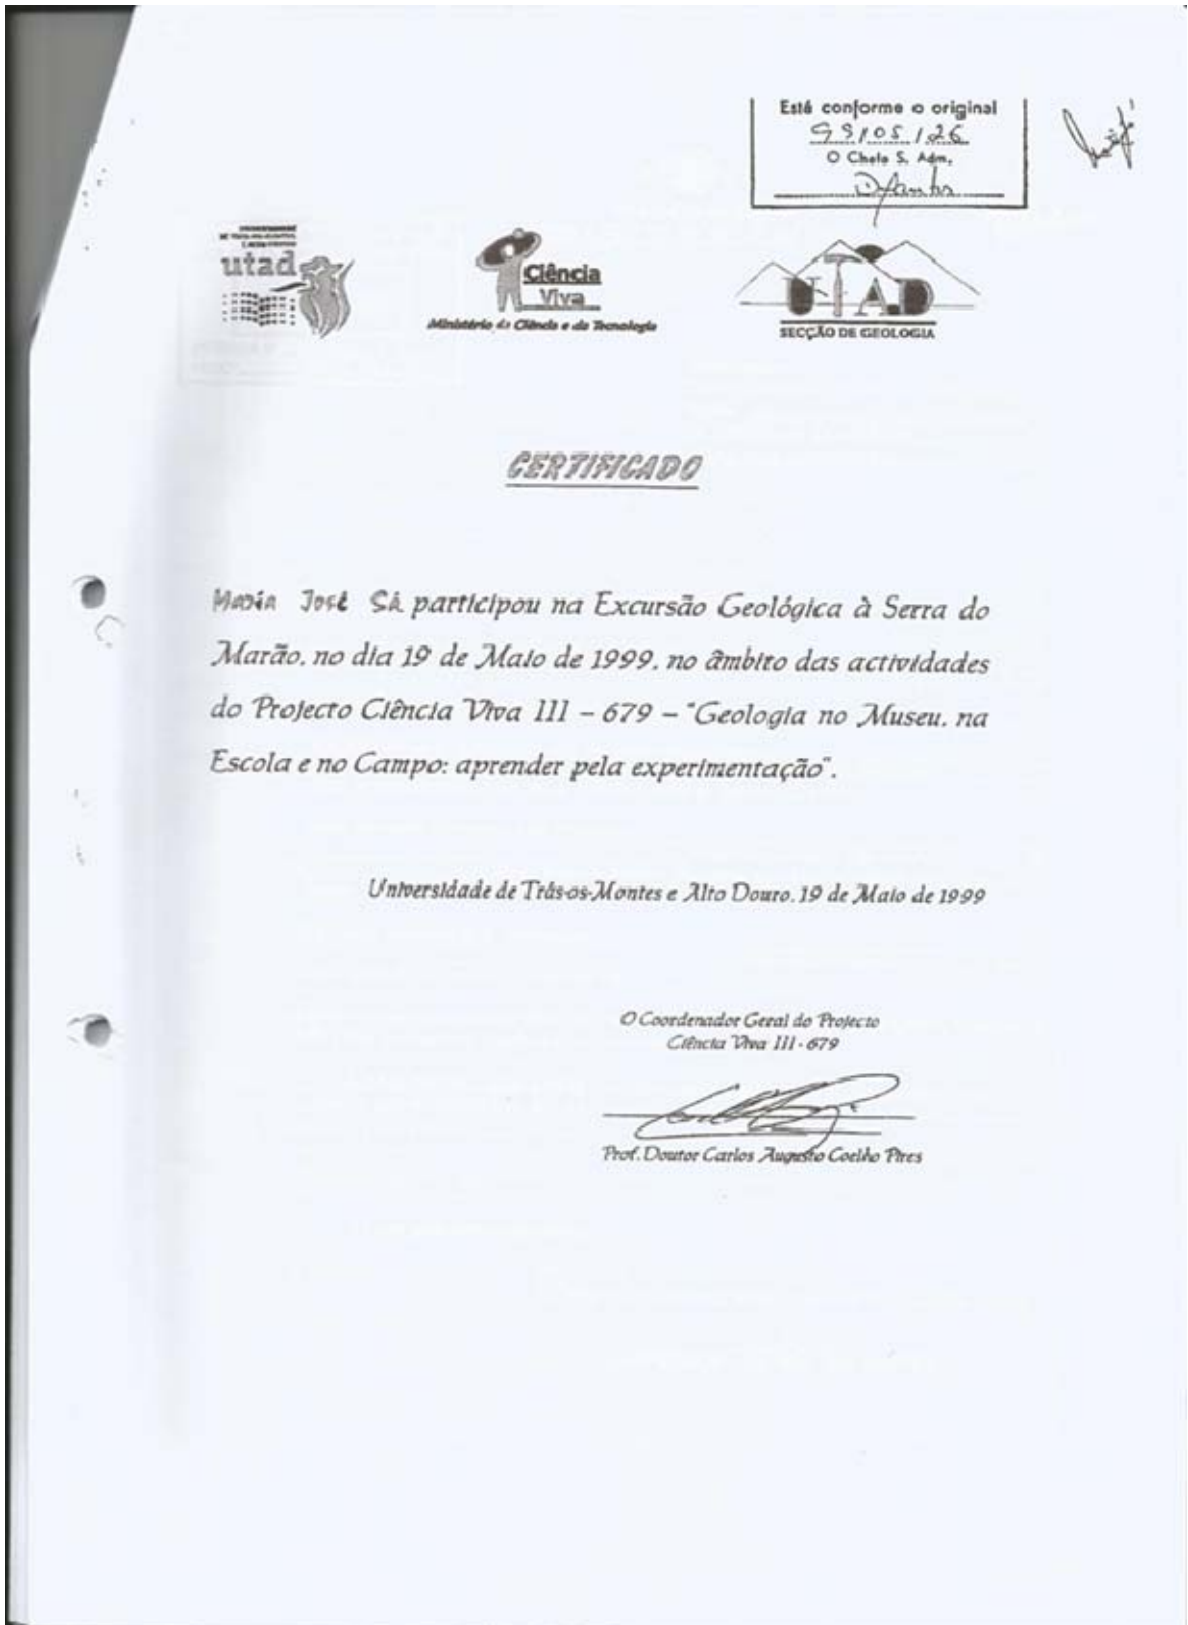 Está conforme o original
99/05/26
O Chefe S. Adm.
utad
Ciência
Viva
Ministério da Ciência e da Tecnologia
UTAD
SECÇÃO DE GEOLOGIA
CERTIFICADO
Maria José Sá participou na Excursão Geológica à Serra do
Marão, no dia 19 de Maio de 1999, no âmbito das actividades
do Projecto Ciência Viva III – 679 – "Geologia no Museu, na
Escola e no Campo: aprender pela experimentação".
Universidade de Trás-os-Montes e Alto Douro, 19 de Maio de 1999
O Coordenador Geral do Projecto
Ciência Viva III - 679
Prof. Doutor Carlos Augusto Coelho Pires